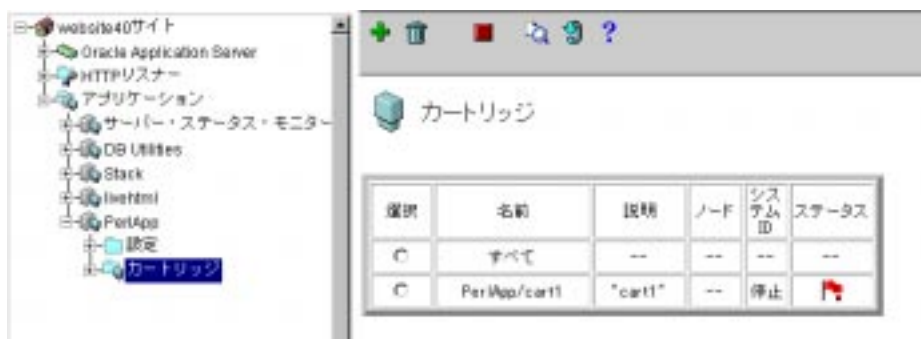 website40サイト
Oracle Application Server
HTTPリスナー
アプリケーション
サーバー・ステータス・モニター
DB Utilities
Stack
livehtml
PerlApp
設定
カートリッジ
カートリッジ
選択 名前 説明 ノード システムID ステータス
すべて -- -- -- --
PerlApp/cart1 "cart1" -- 停止